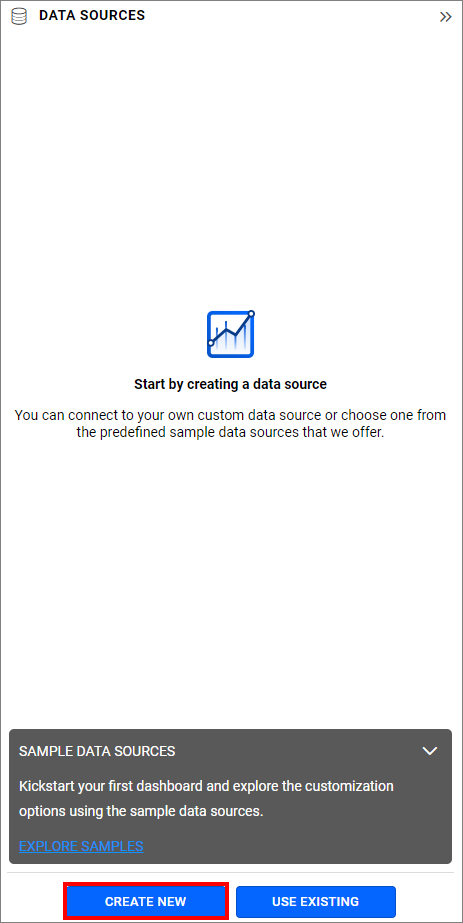 DATA SOURCES
Start by creating a data source
You can connect to your own custom data source or choose one from
the predefined sample data sources that we offer.
SAMPLE DATA SOURCES
Kickstart your first dashboard and explore the customization
options using the sample data sources.
EXPLORE SAMPLES
CREATE NEW
USE EXISTING